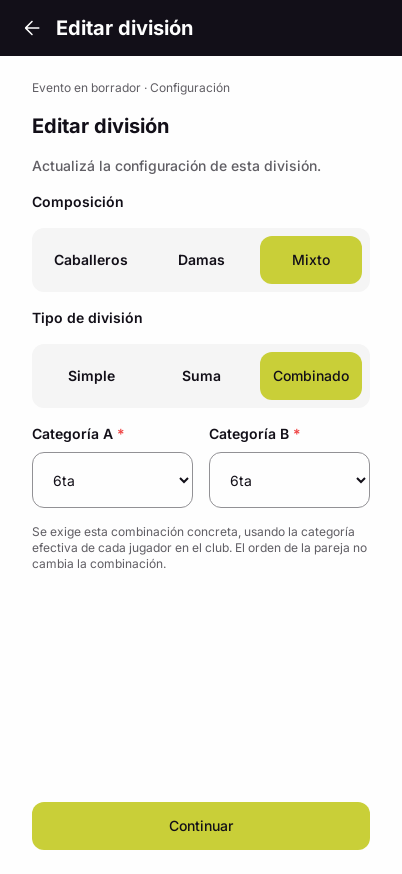 Editar división
Evento en borrador · Configuración
Editar división
Actualizá la configuración de esta división.
Composición
Caballeros Damas Mixto
Tipo de división
Simple Suma Combinado
Categoría A * Categoría B *
6ta 6ta
Se exige esta combinación concreta, usando la categoría
efectiva de cada jugador en el club. El orden de la pareja no
cambia la combinación.
Continuar